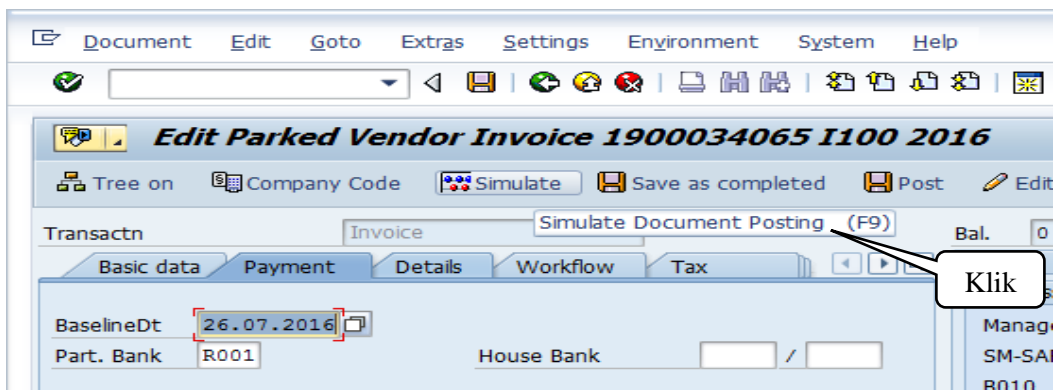 Document Edit Goto Extras Settings Environment System Help
Edit Parked Vendor Invoice 1900034065 I100 2016
Tree on Company Code Simulate Save as completed Post Edit
Simulate Document Posting (F9)
Transactn Invoice Bal. 0
Basic data Payment Details Workflow Tax
Klik
BaselineDt 26.07.2016
Manage
Part. Bank R001 House Bank / SM-SAP
R010